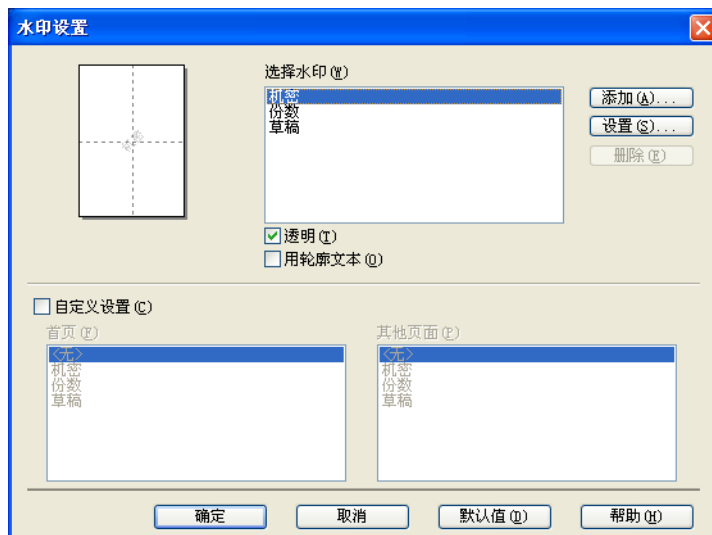 水印设置
机密
选择水印(W)
机密
份数
草稿
添加(A)...
设置(S)...
删除(E)
透明(T)
用轮廓文本(O)
自定义设置(C)
首页(F)
<无>
机密
份数
草稿
其他页面(P)
<无>
机密
份数
草稿
确定
取消
默认值(D)
帮助(H)